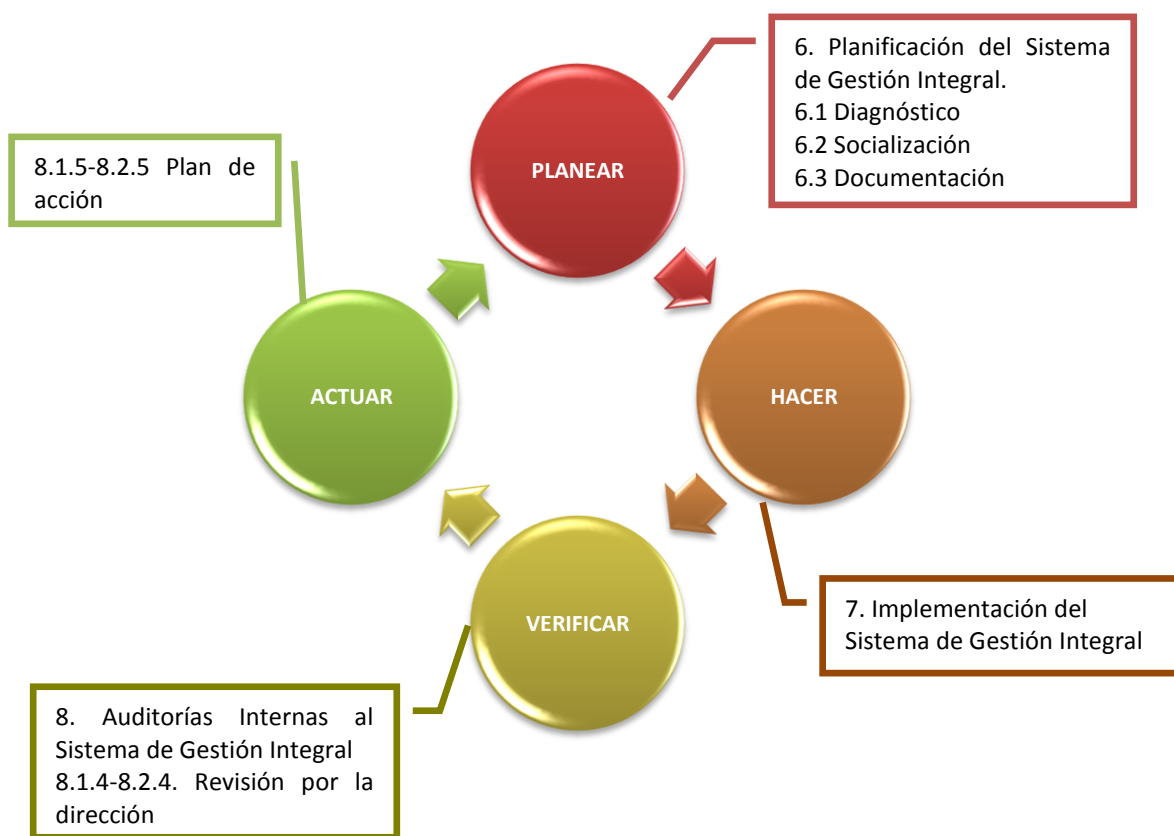 6. Planificación del Sistema
de Gestión Integral.
6.1 Diagnóstico
6.2 Socialización
6.3 Documentación
8.1.5-8.2.5 Plan de
acción
PLANEAR
ACTUAR
HACER
VERIFICAR
7. Implementación del
Sistema de Gestión Integral
8. Auditorías Internas al
Sistema de Gestión Integral
8.1.4-8.2.4. Revisión por la
dirección